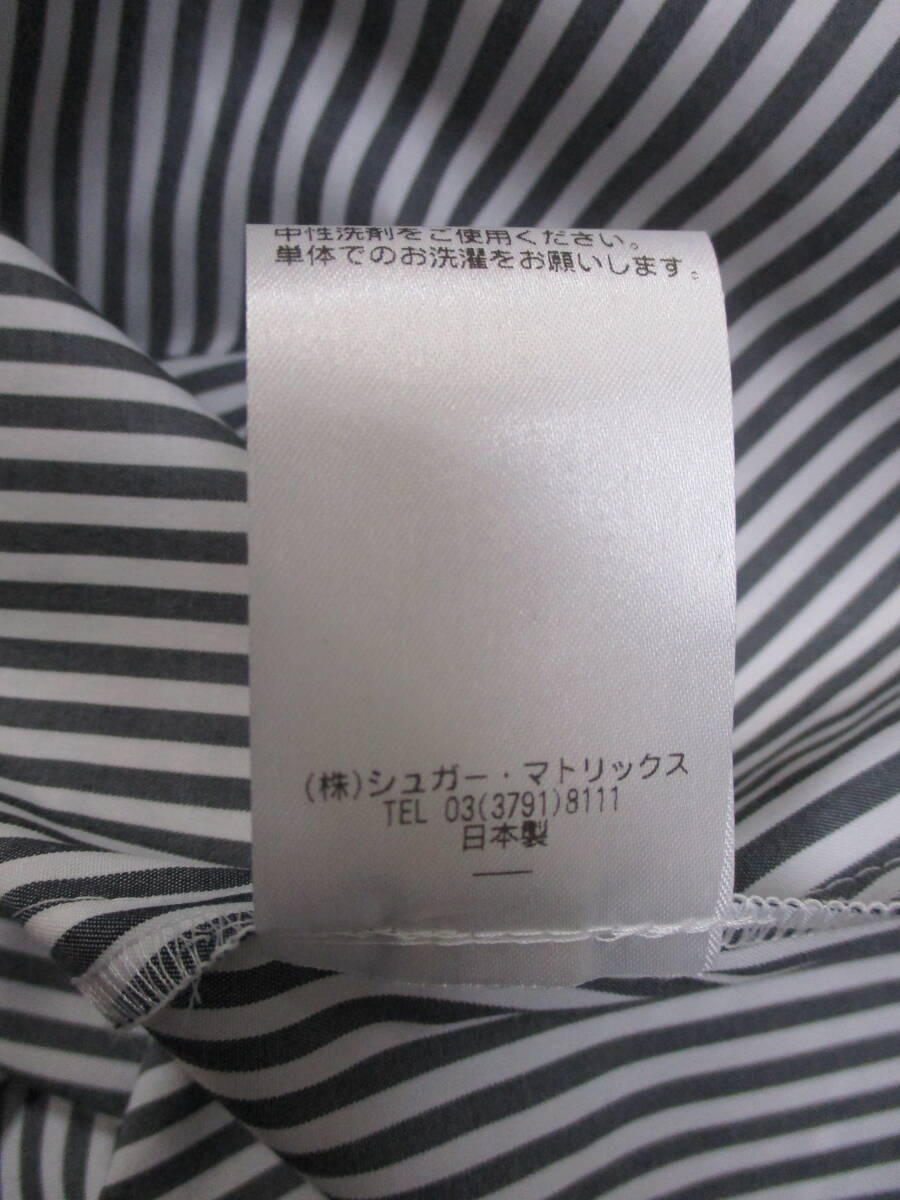 中性洗剤をご使用ください。
単体でのお洗濯をお願いします。
(株)シュガー・マトリックス
TEL 03(3791)8111
日本製